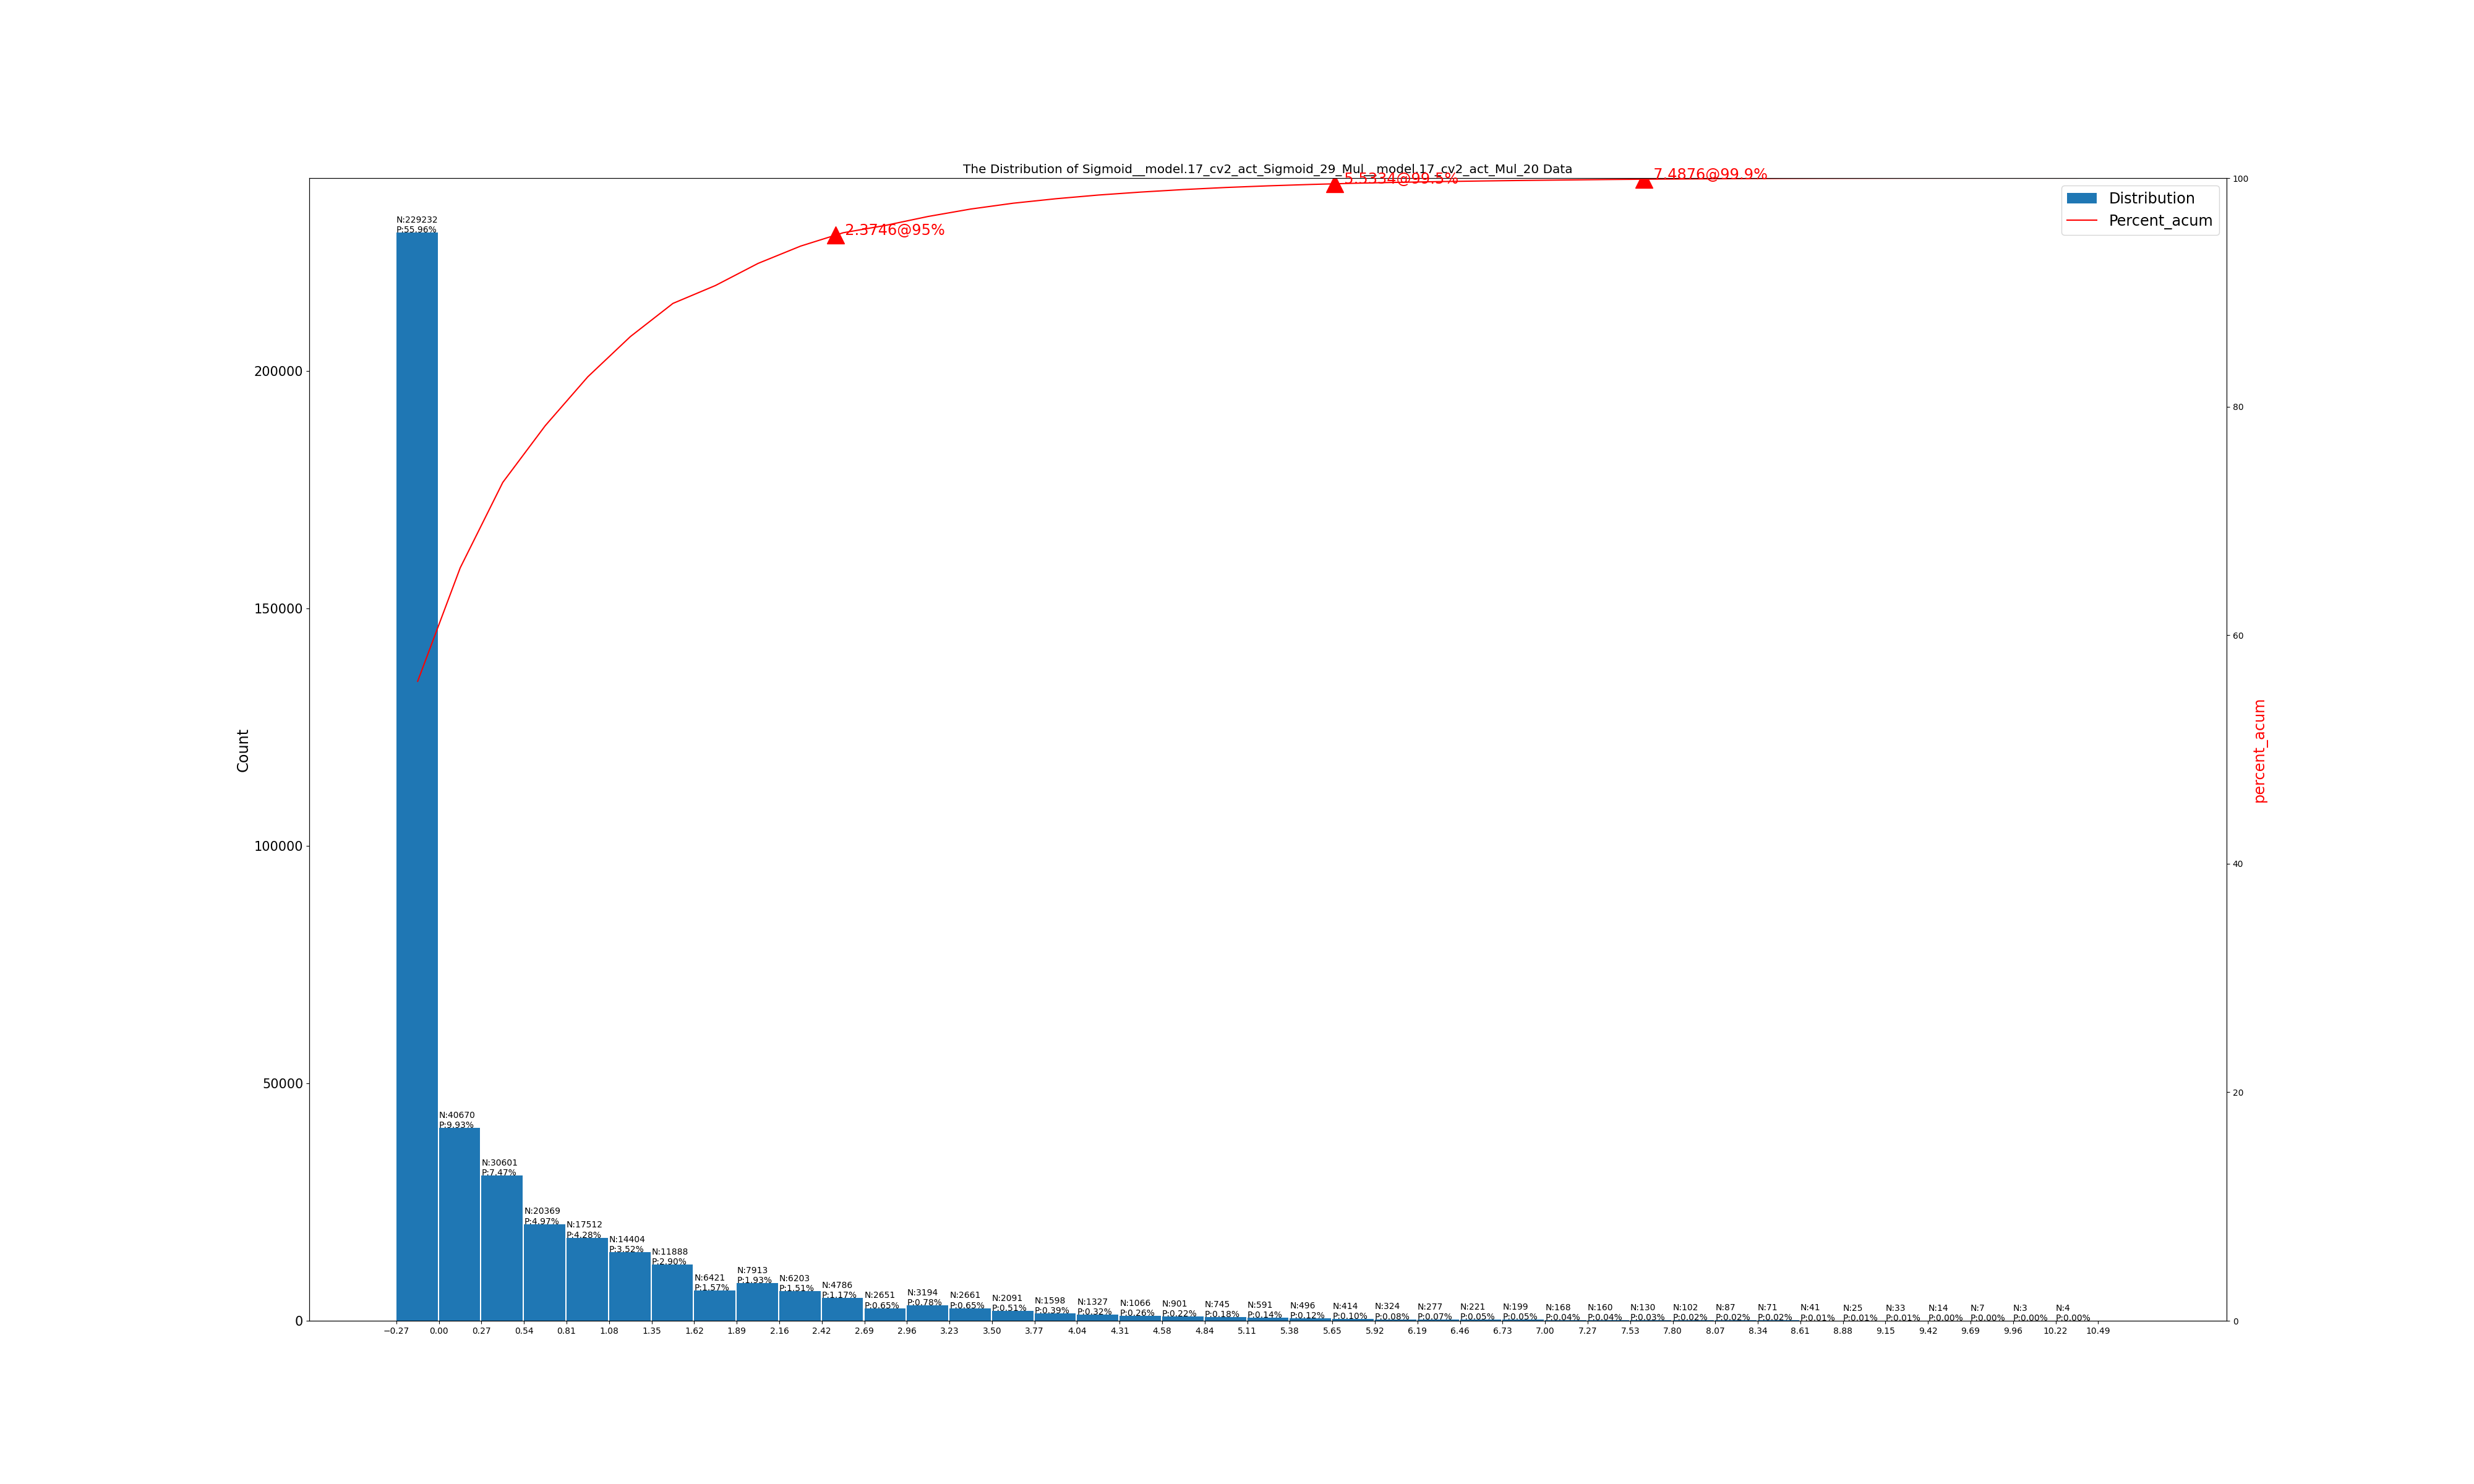 The Distribution of Sigmoid__model.17_cv2_act_Sigmoid_29_Mul__model.17_cv2_act_Mul_20 Data
5.5334@99.5%
7.4876@99.9%
2.3746@95%
Distribution
Percent_acum
Count
200000
150000
100000
50000
0
percent_acum
100
80
60
40
20
0
N:229232
P:55.96%
N:40670
P:9.93%
N:30601
P:7.47%
N:20369
P:4.97%
N:17512
P:4.28%
N:14404
P:3.52%
N:11888
P:2.90%
N:6421
P:1.57%
N:7913
P:1.93%
N:6203
P:1.51%
N:4786
P:1.17%
N:2651
P:0.65%
N:3194
P:0.78%
N:2661
P:0.65%
N:2091
P:0.51%
N:1598
P:0.39%
N:1327
P:0.32%
N:1066
P:0.26%
N:901
P:0.22%
N:745
P:0.18%
N:591
P:0.14%
N:496
P:0.12%
N:414
P:0.10%
N:324
P:0.08%
N:277
P:0.07%
N:221
P:0.05%
N:199
P:0.05%
N:168
P:0.04%
N:160
P:0.04%
N:130
P:0.03%
N:102
P:0.02%
N:87
P:0.02%
N:71
P:0.02%
N:41
P:0.01%
N:25
P:0.01%
N:33
P:0.01%
N:14
P:0.00%
N:7
P:0.00%
N:3
P:0.00%
N:4
P:0.00%
−0.27 0.00 0.27 0.54 0.81 1.08 1.35 1.62 1.89 2.16 2.42 2.69 2.96 3.23 3.50 3.77 4.04 4.31 4.58 4.84 5.11 5.38 5.65 5.92 6.19 6.46 6.73 7.00 7.27 7.53 7.80 8.07 8.34 8.61 8.88 9.15 9.42 9.69 9.96 10.22 10.49